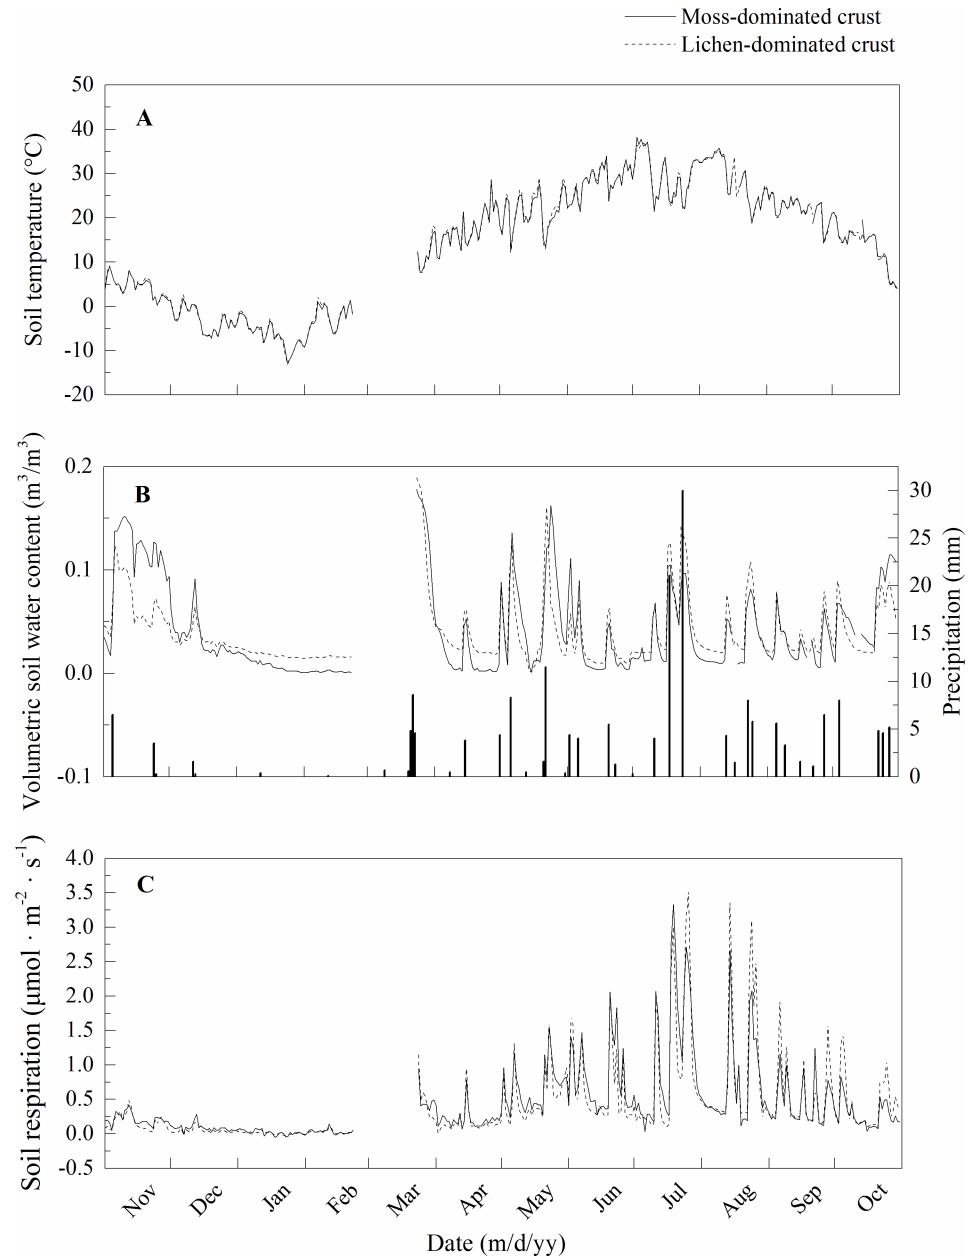 Moss-dominated crust
Lichen-dominated crust
50
40
30
20
10
0
-10
-20
A
Soil temperature (°C)
0.2
0.1
0.0
-0.1
B
Volumetric soil water content (m³/m³)
30
25
20
15
10
5
0
Precipitation (mm)
4.0
3.5
3.0
2.5
2.0
1.5
1.0
0.5
0.0
-0.5
C
Soil respiration (μmol · m⁻² · s⁻¹)
Nov Dec Jan Feb Mar Apr May Jun Jul Aug Sep Oct
Date (m/d/yy)